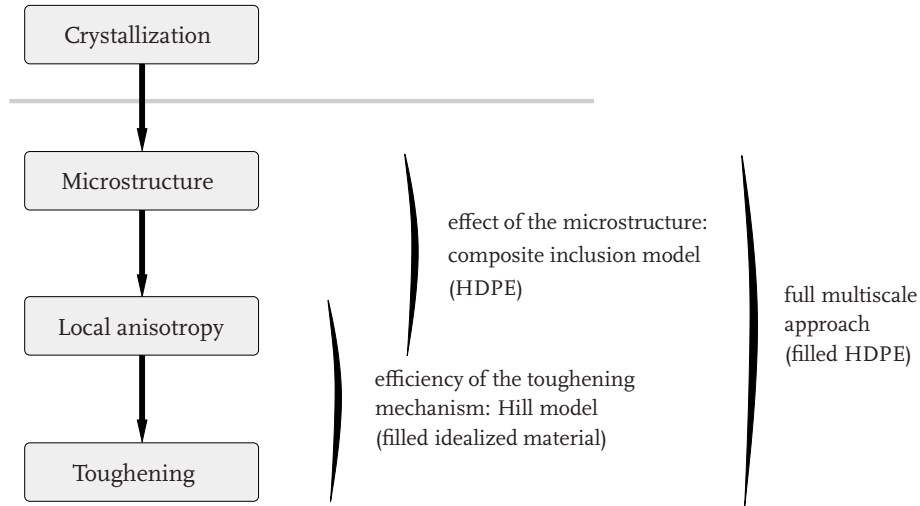 Crystallization
Microstructure
effect of the microstructure:
composite inclusion model
(HDPE)
Local anisotropy
full multiscale
approach
(filled HDPE)
efficiency of the toughening
mechanism: Hill model
(filled idealized material)
Toughening